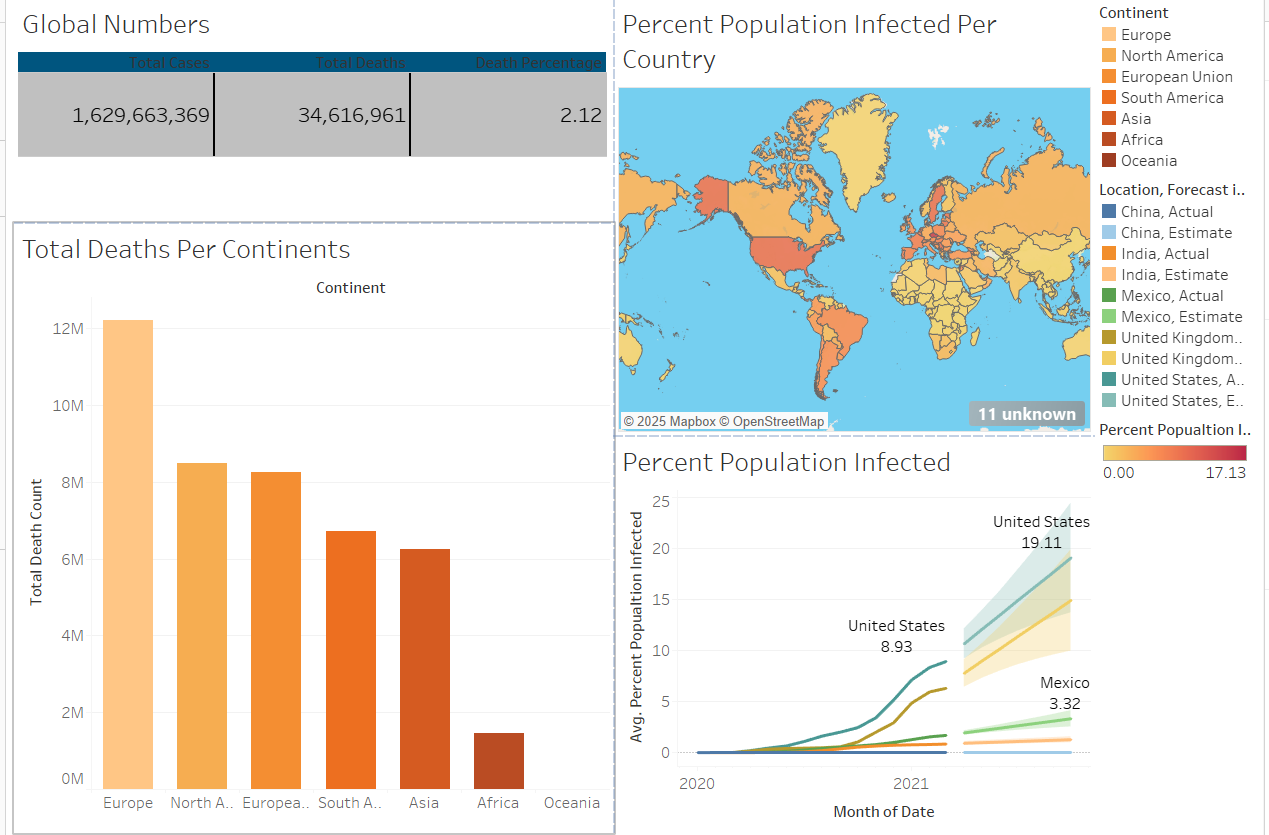 Global Numbers
Total Cases Total Deaths Death Percentage
1,629,663,369 34,616,961 2.12
Total Deaths Per Continents
Continent
Total Death Count
12M
10M
8M
6M
4M
2M
0M
Europe North A.. Europea.. South A.. Asia Africa Oceania
Percent Population Infected Per
Country
© 2025 Mapbox © OpenStreetMap
11 unknown
Percent Population Infected
Avg. Percent Popualtion Infected
25
20
15
10
5
0
United States
19.11
United States
8.93
Mexico
3.32
2020 2021
Month of Date
Continent
Europe
North America
European Union
South America
Asia
Africa
Oceania
Location, Forecast i..
China, Actual
China, Estimate
India, Actual
India, Estimate
Mexico, Actual
Mexico, Estimate
United Kingdom..
United Kingdom..
United States, A..
United States, E..
Percent Popualtion I..
0.00 17.13